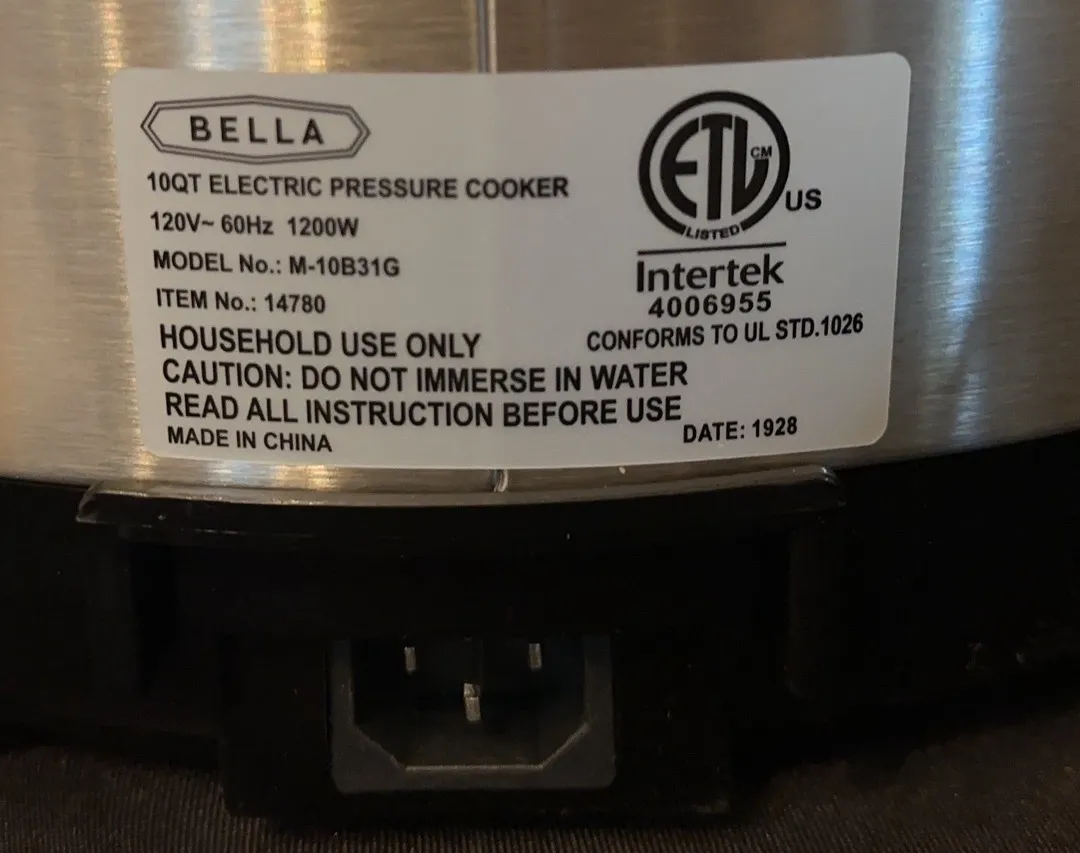 BELLA
10QT ELECTRIC PRESSURE COOKER
120V~ 60Hz 1200W
MODEL No.: M-10B31G
ITEM No.: 14780
HOUSEHOLD USE ONLY
CAUTION: DO NOT IMMERSE IN WATER
READ ALL INSTRUCTION BEFORE USE
MADE IN CHINA
ETL CM
US
LISTED
Intertek
4006955
CONFORMS TO UL STD.1026
DATE: 1928